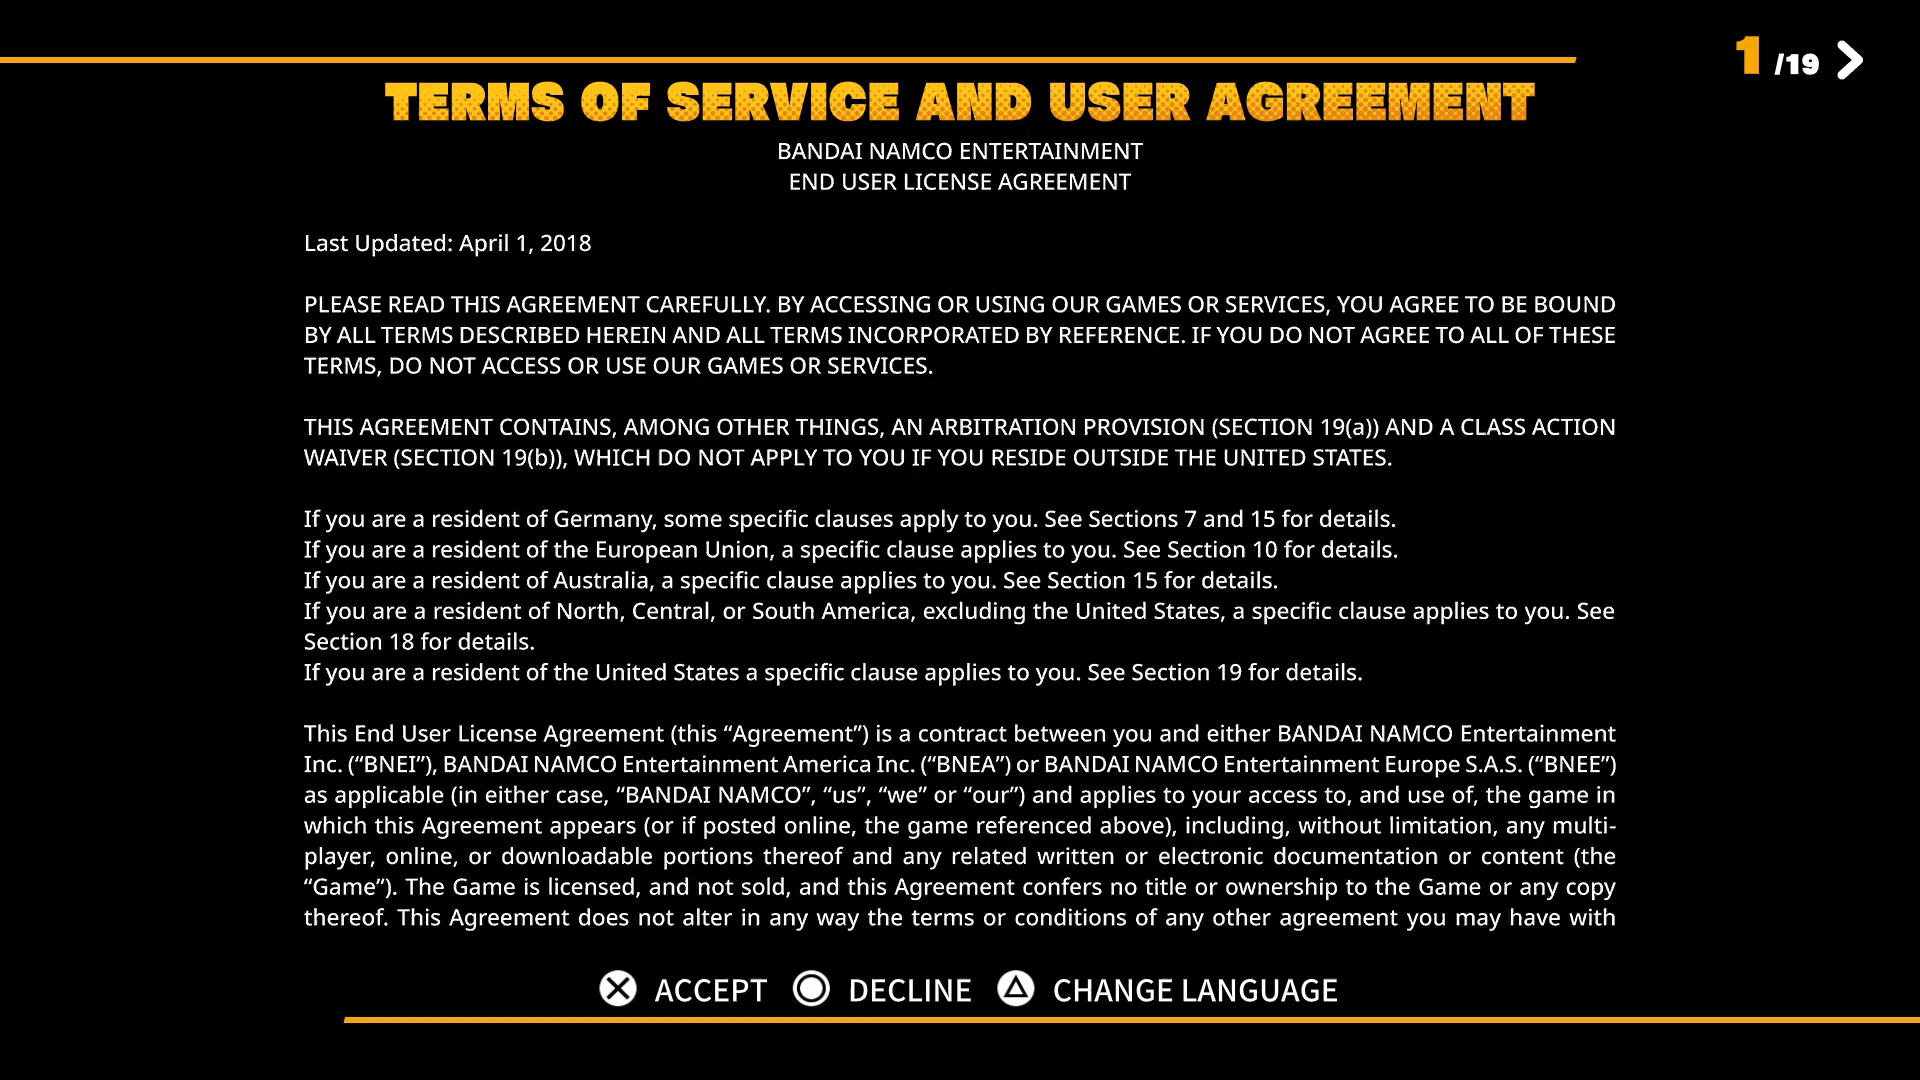 1 /19
TERMS OF SERVICE AND USER AGREEMENT
BANDAI NAMCO ENTERTAINMENT
END USER LICENSE AGREEMENT
Last Updated: April 1, 2018
PLEASE READ THIS AGREEMENT CAREFULLY. BY ACCESSING OR USING OUR GAMES OR SERVICES, YOU AGREE TO BE BOUND
BY ALL TERMS DESCRIBED HEREIN AND ALL TERMS INCORPORATED BY REFERENCE. IF YOU DO NOT AGREE TO ALL OF THESE
TERMS, DO NOT ACCESS OR USE OUR GAMES OR SERVICES.
THIS AGREEMENT CONTAINS, AMONG OTHER THINGS, AN ARBITRATION PROVISION (SECTION 19(a)) AND A CLASS ACTION
WAIVER (SECTION 19(b)), WHICH DO NOT APPLY TO YOU IF YOU RESIDE OUTSIDE THE UNITED STATES.
If you are a resident of Germany, some specific clauses apply to you. See Sections 7 and 15 for details.
If you are a resident of the European Union, a specific clause applies to you. See Section 10 for details.
If you are a resident of Australia, a specific clause applies to you. See Section 15 for details.
If you are a resident of North, Central, or South America, excluding the United States, a specific clause applies to you. See
Section 18 for details.
If you are a resident of the United States a specific clause applies to you. See Section 19 for details.
This End User License Agreement (this “Agreement”) is a contract between you and either BANDAI NAMCO Entertainment
Inc. (“BNEI”), BANDAI NAMCO Entertainment America Inc. (“BNEA”) or BANDAI NAMCO Entertainment Europe S.A.S. (“BNEE”)
as applicable (in either case, “BANDAI NAMCO”, “us”, “we” or “our”) and applies to your access to, and use of, the game in
which this Agreement appears (or if posted online, the game referenced above), including, without limitation, any multi-
player, online, or downloadable portions thereof and any related written or electronic documentation or content (the
“Game”). The Game is licensed, and not sold, and this Agreement confers no title or ownership to the Game or any copy
thereof. This Agreement does not alter in any way the terms or conditions of any other agreement you may have with
ACCEPT DECLINE CHANGE LANGUAGE